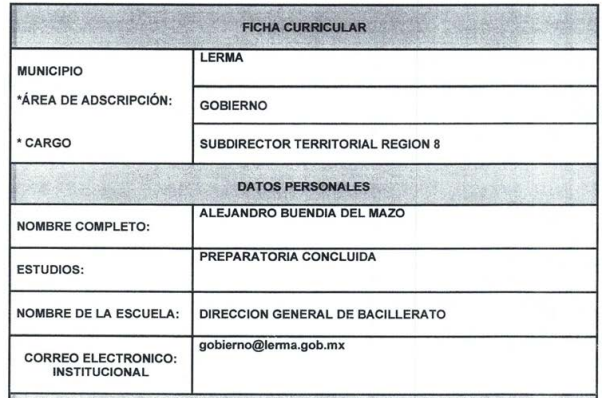 FICHA CURRICULAR
MUNICIPIO
LERMA
*ÁREA DE ADSCRIPCIÓN:
GOBIERNO
* CARGO
SUBDIRECTOR TERRITORIAL REGION 8
DATOS PERSONALES
NOMBRE COMPLETO:
ALEJANDRO BUENDIA DEL MAZO
ESTUDIOS:
PREPARATORIA CONCLUIDA
NOMBRE DE LA ESCUELA:
DIRECCION GENERAL DE BACILLERATO
CORREO ELECTRONICO:
INSTITUCIONAL
gobierno@lerma.gob.mx